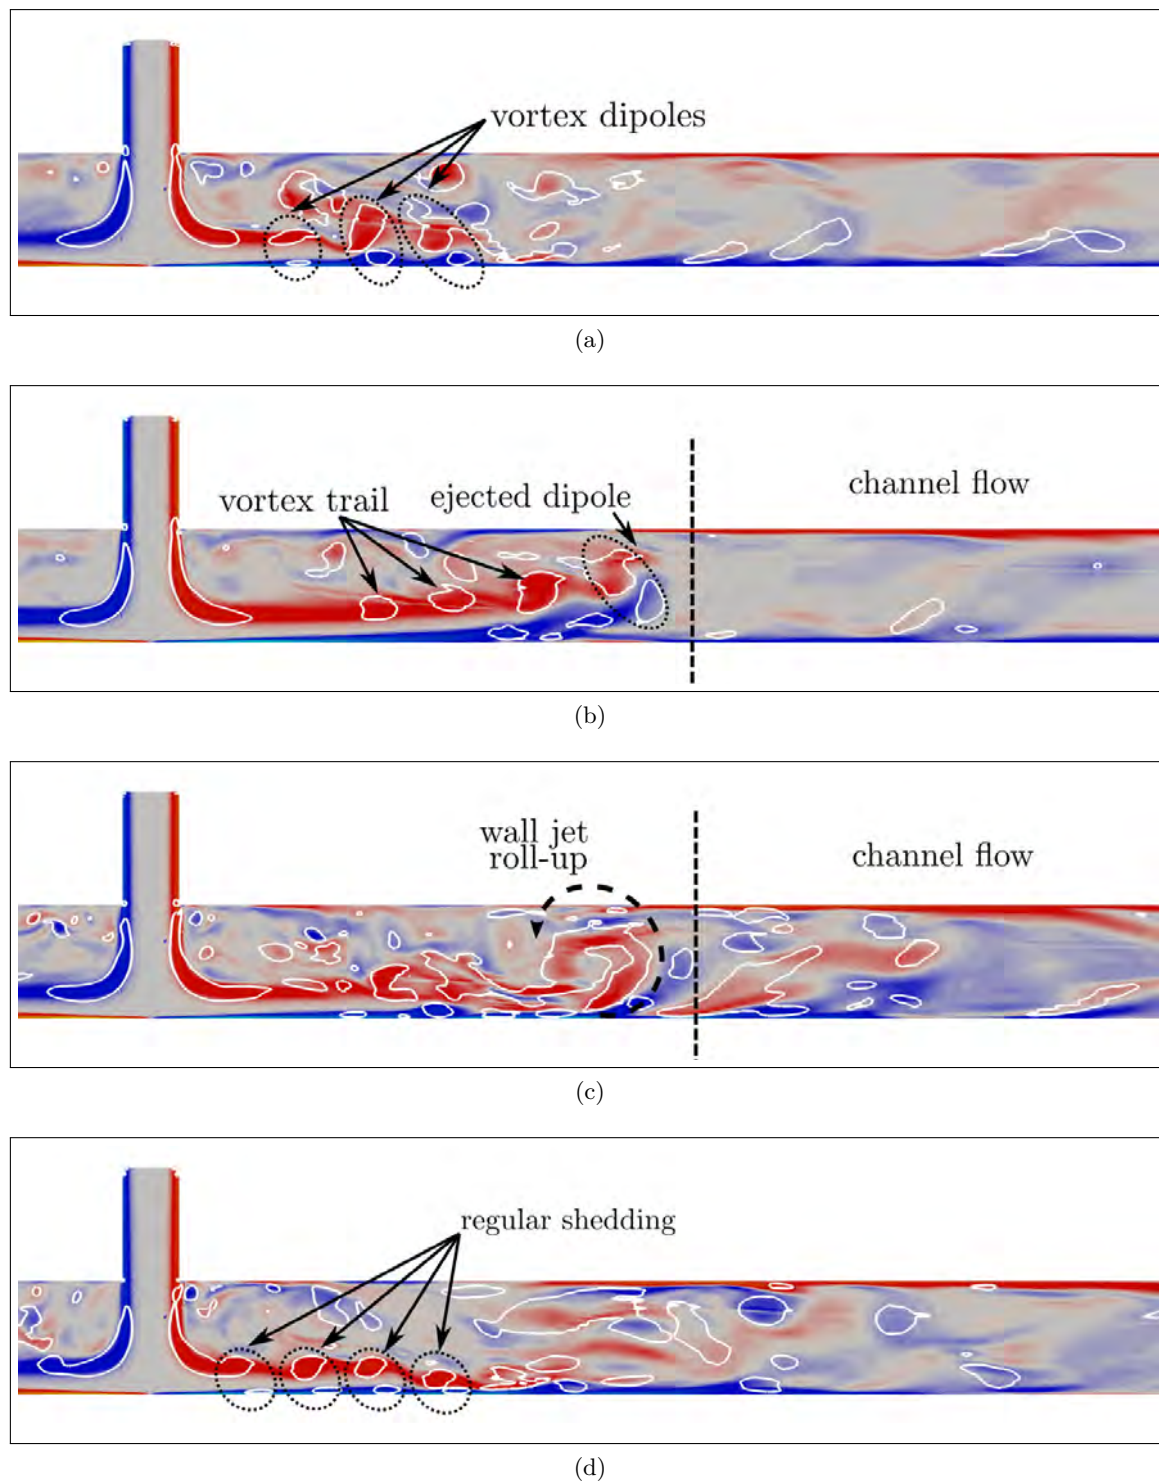 vortex dipoles
(a)
vortex trail
ejected dipole
channel flow
(b)
wall jet
roll-up
channel flow
(c)
regular shedding
(d)